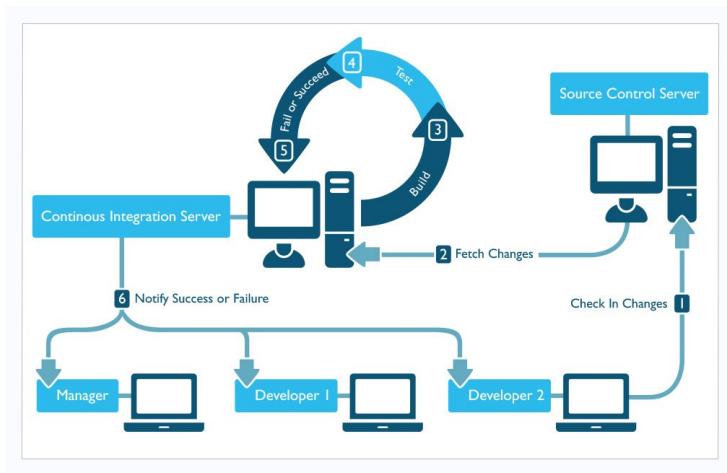 4
Test
Fail or Succeed
5
3
Build
Source Control Server
Continous Integration Server
2 Fetch Changes
6 Notify Success or Failure
Check In Changes 1
Manager
Developer 1
Developer 2